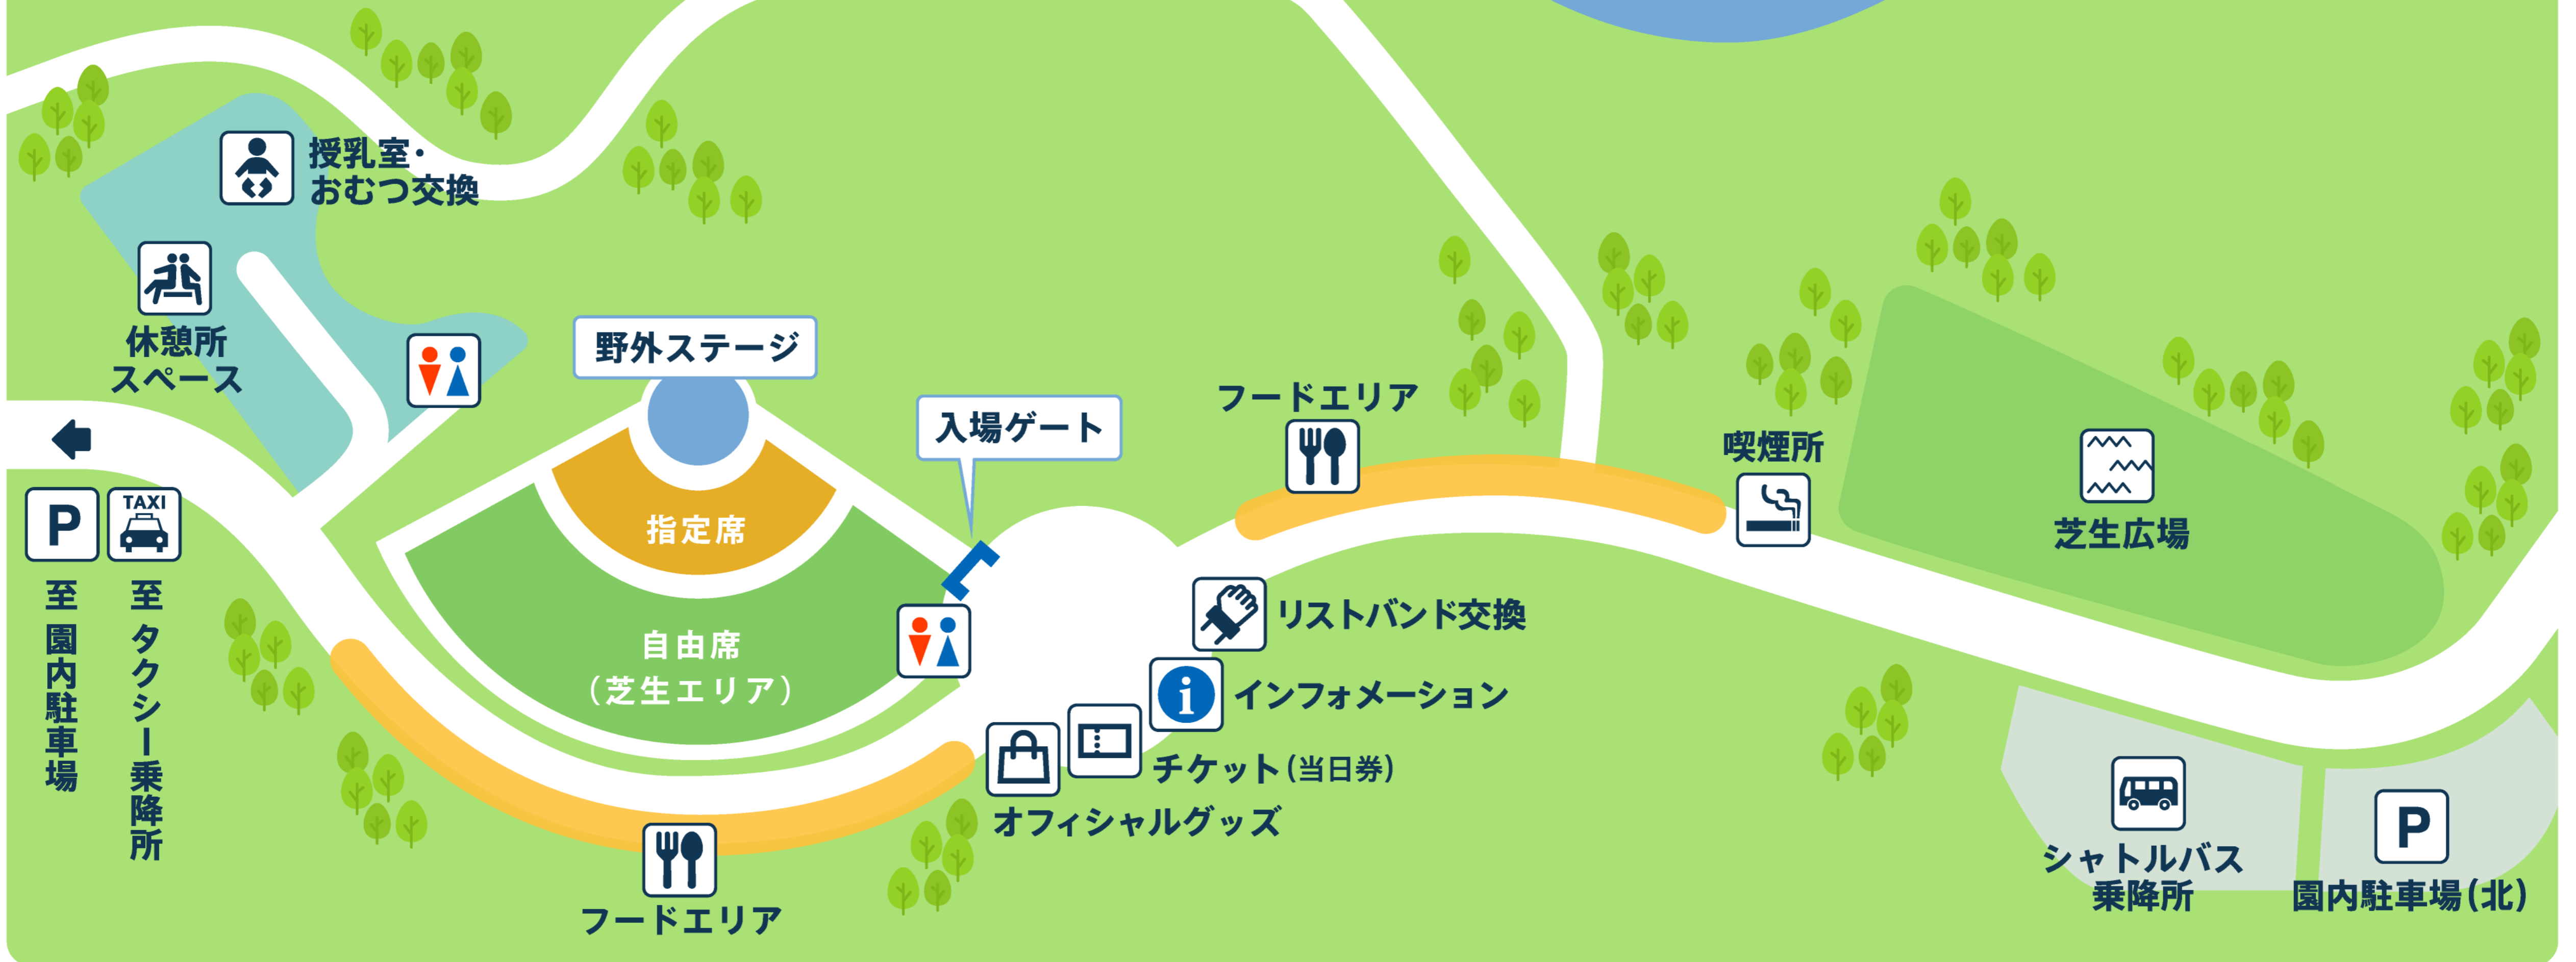 授乳室・
おむつ交換
休憩所
スペース
野外ステージ
入場ゲート
フードエリア
喫煙所
芝生広場
指定席
自由席
（芝生エリア）
P
TAXI
至 園内駐車場
至 タクシー乗降所
リストバンド交換
i
インフォメーション
チケット(当日券)
オフィシャルグッズ
フードエリア
シャトルバス
乗降所
P
園内駐車場(北)